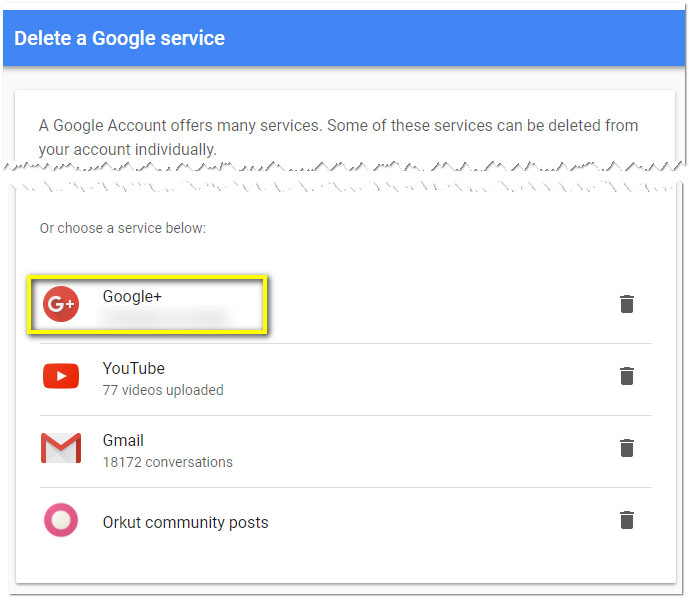 Delete a Google service
A Google Account offers many services. Some of these services can be deleted from
your account individually.
Or choose a service below:
G+
Google+
YouTube
77 videos uploaded
Gmail
18172 conversations
Orkut community posts